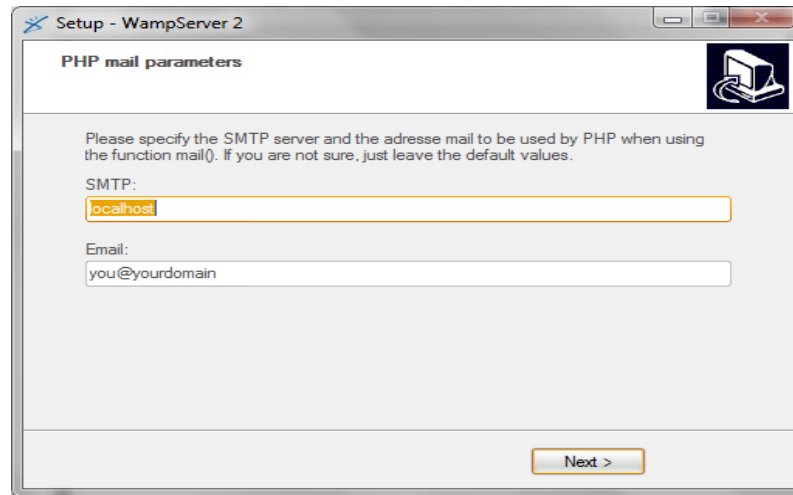 Setup - WampServer 2
PHP mail parameters
Please specify the SMTP server and the adresse mail to be used by PHP when using
the function mail(). If you are not sure, just leave the default values.
SMTP:
localhost
Email:
you@yourdomain
Next >